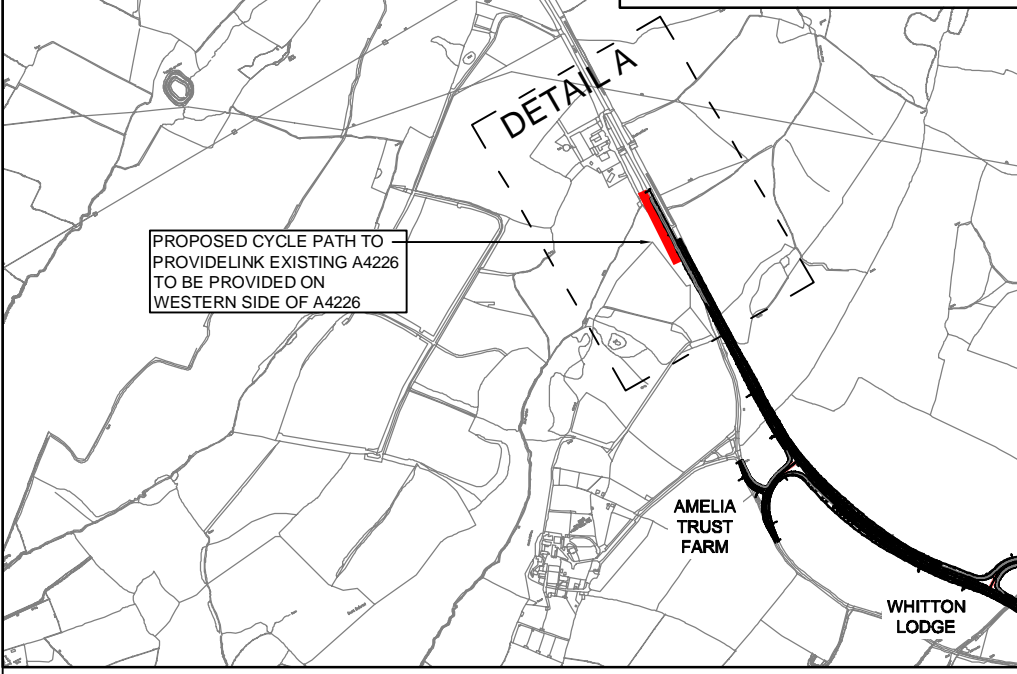 DETAIL A
PROPOSED CYCLE PATH TO
PROVIDELINK EXISTING A4226
TO BE PROVIDED ON
WESTERN SIDE OF A4226
AMELIA
TRUST
FARM
WHITTON
LODGE